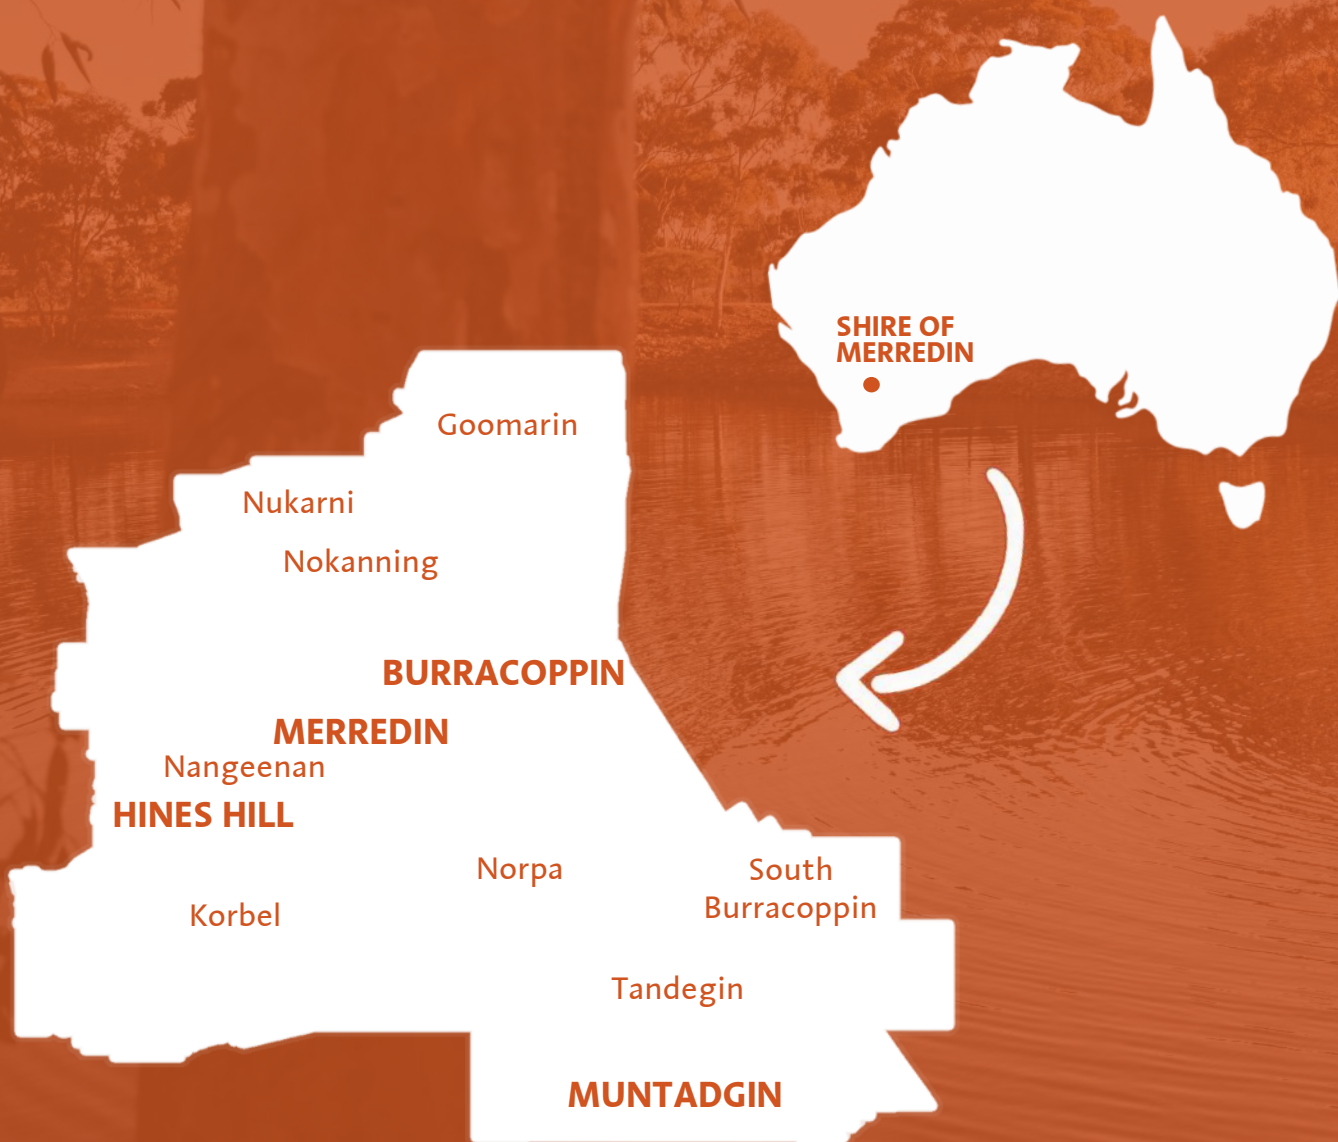 SHIRE OF
MERREDIN
Goomarin
Nukarni
Nokanning
BURRACOPPIN
MERREDIN
Nangeenan
HINES HILL
Norpa
South
Burracoppin
Korbel
Tandegin
MUNTADGIN